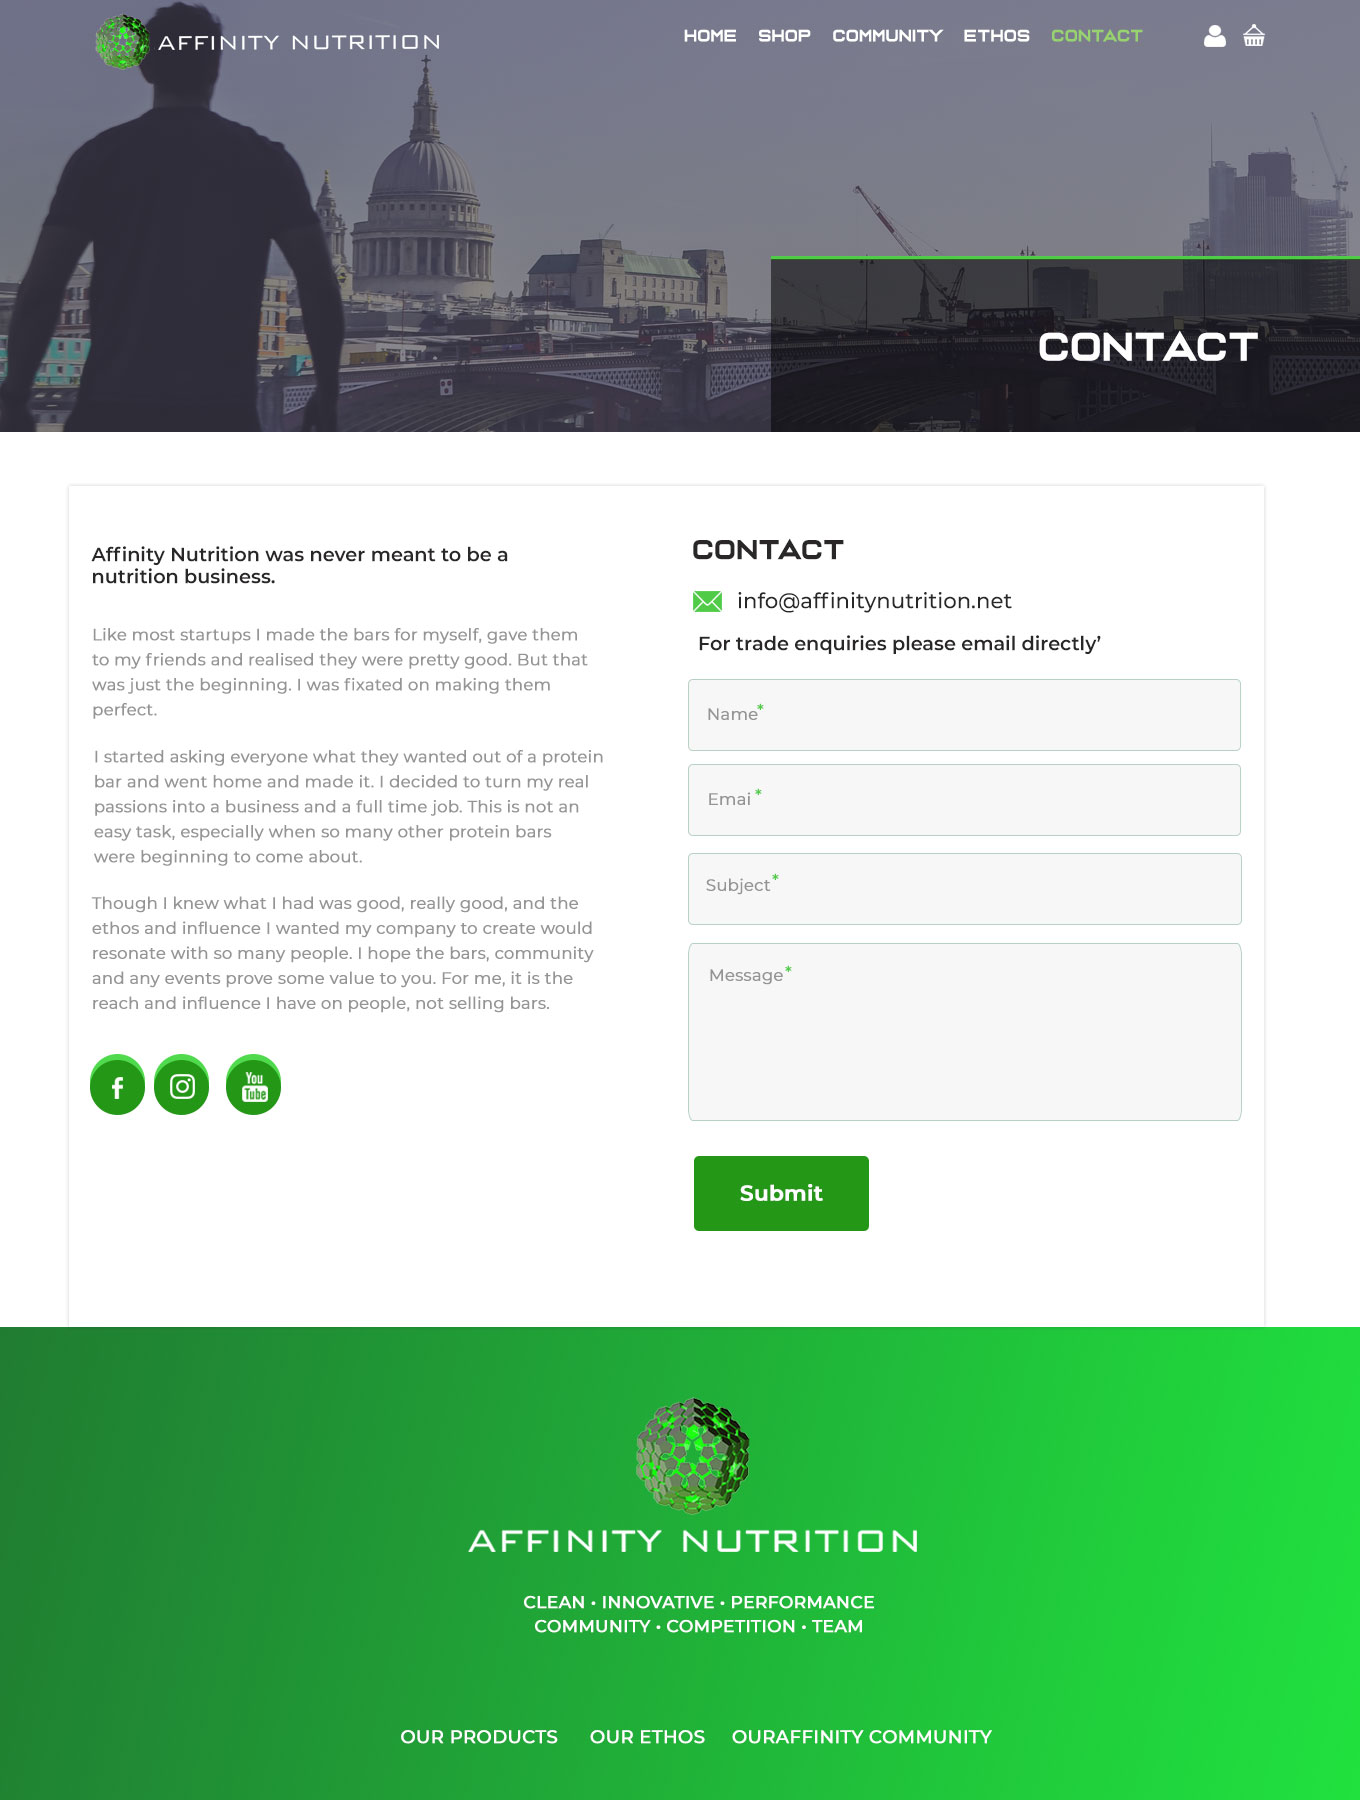 AFFINITY NUTRITION
HOME SHOP COMMUNITY ETHOS CONTACT
CONTACT
Affinity Nutrition was never meant to be a
nutrition business.
Like most startups I made the bars for myself, gave them
to my friends and realised they were pretty good. But that
was just the beginning. I was fixated on making them
perfect.
I started asking everyone what they wanted out of a protein
bar and went home and made it. I decided to turn my real
passions into a business and a full time job. This is not an
easy task, especially when so many other protein bars
were beginning to come about.
Though I knew what I had was good, really good, and the
ethos and influence I wanted my company to create would
resonate with so many people. I hope the bars, community
and any events prove some value to you. For me, it is the
reach and influence I have on people, not selling bars.
f
You
Tube
CONTACT
info@affinitynutrition.net
For trade enquiries please email directly’
Name*
Emai *
Subject*
Message*
Submit
AFFINITY NUTRITION
CLEAN • INNOVATIVE • PERFORMANCE
COMMUNITY • COMPETITION • TEAM
OUR PRODUCTS OUR ETHOS OURAFFINITY COMMUNITY